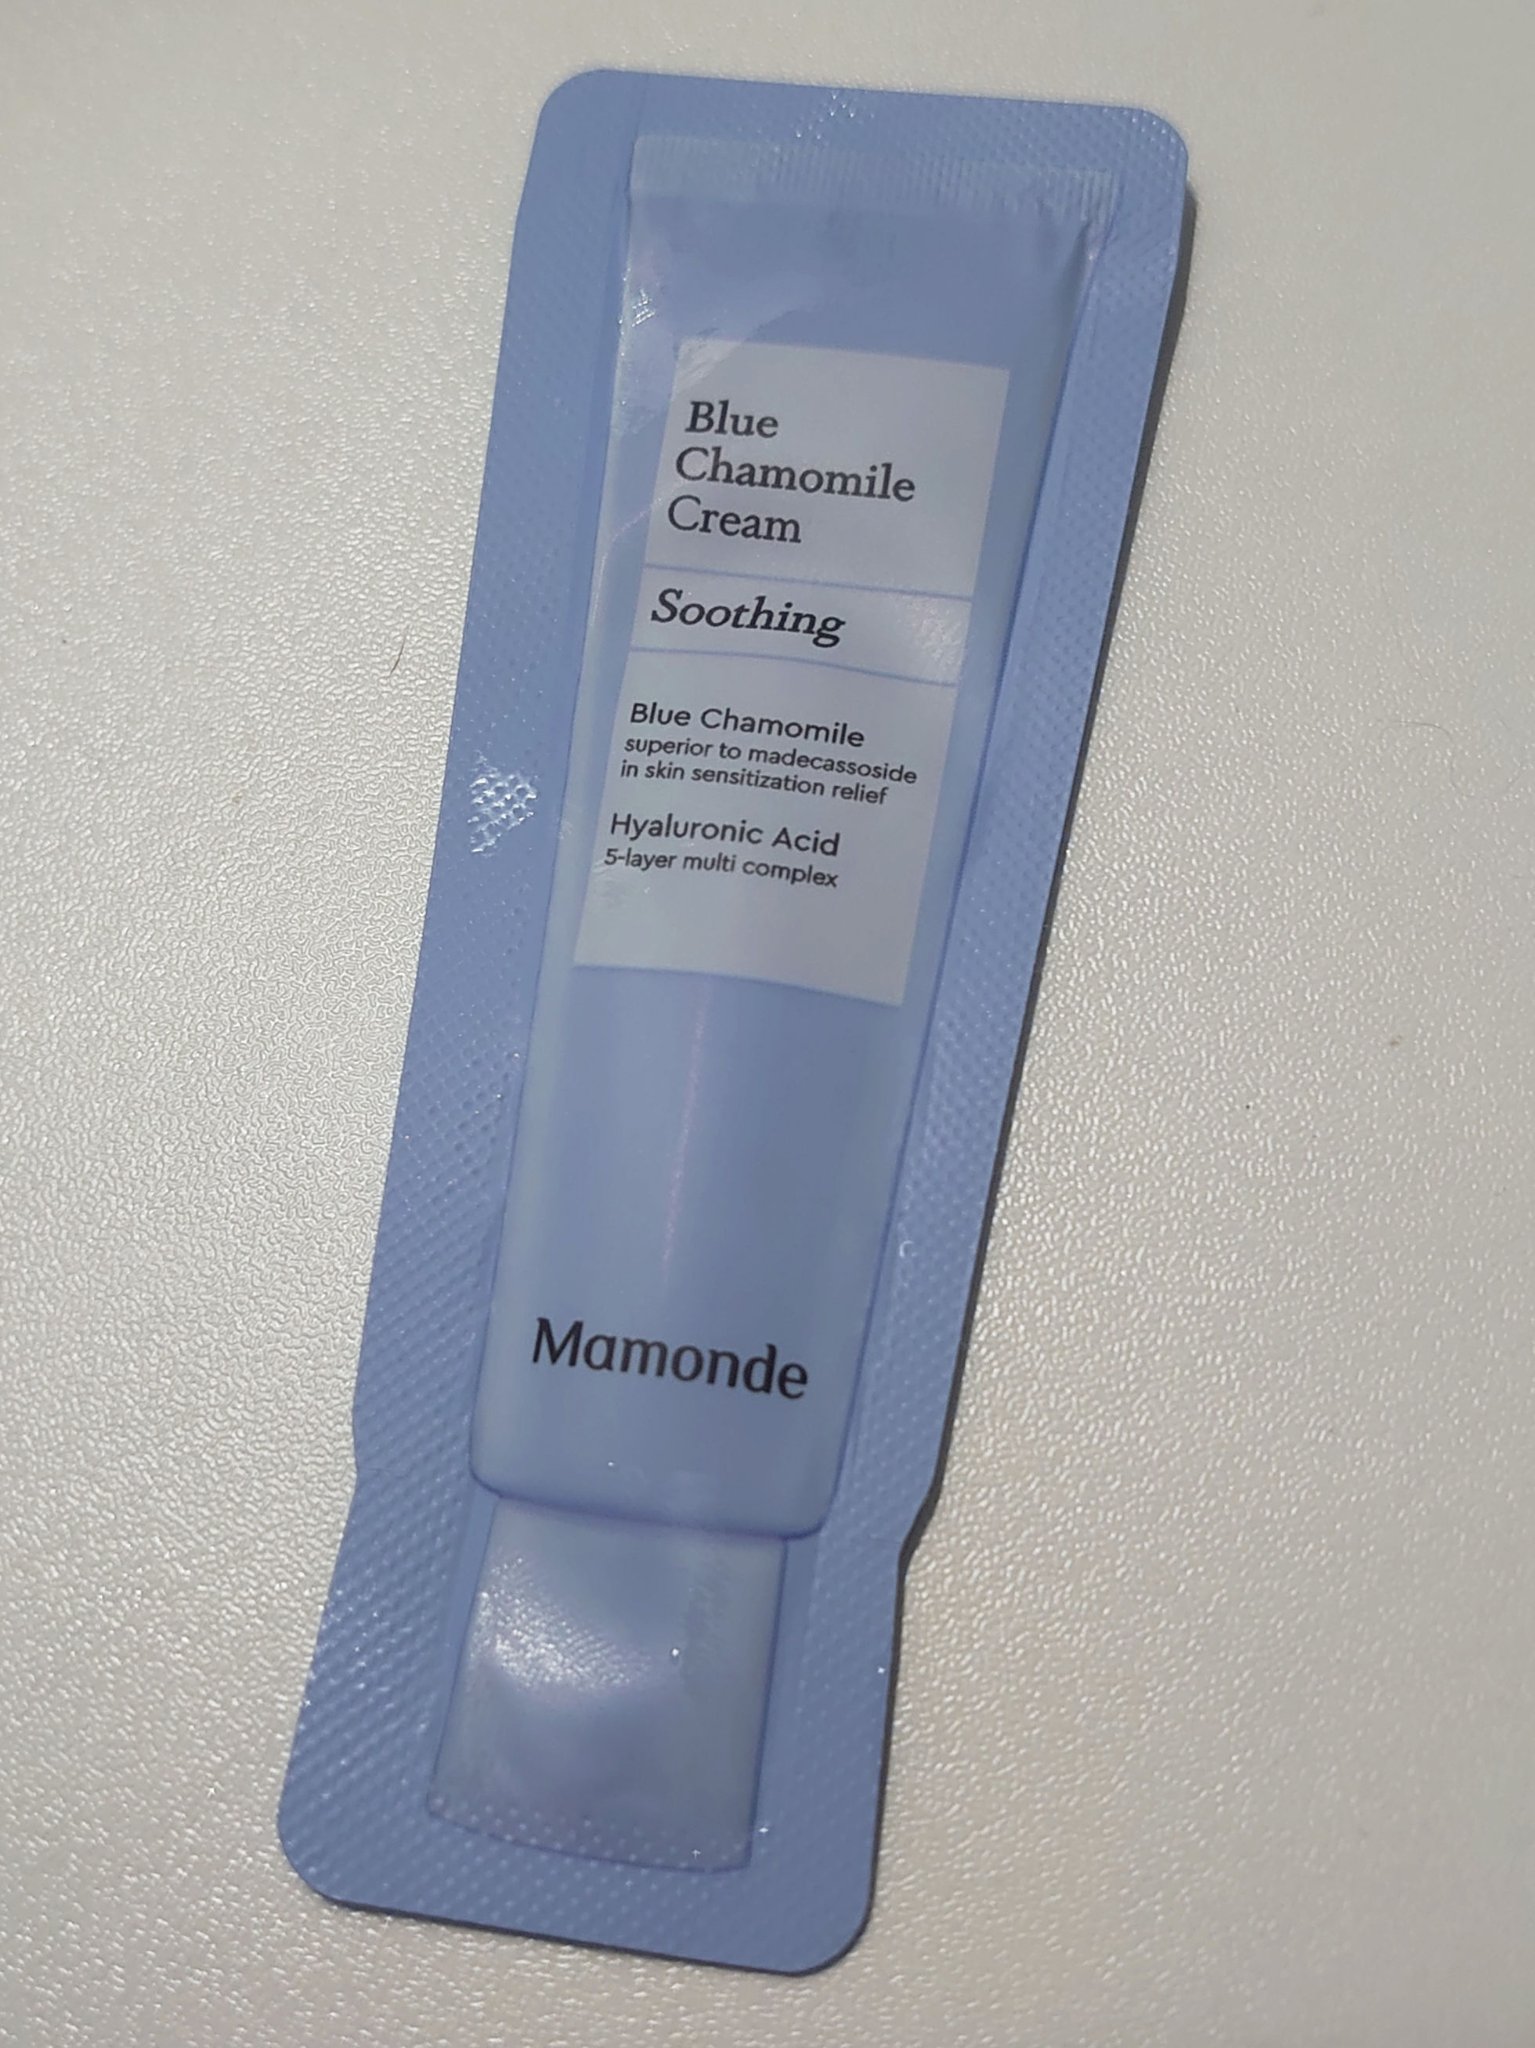 Blue
Chamomile
Cream
Soothing
Blue Chamomile
superior to madecassoside
in skin sensitization relief
Hyaluronic Acid
5-layer multi complex
Mamonde